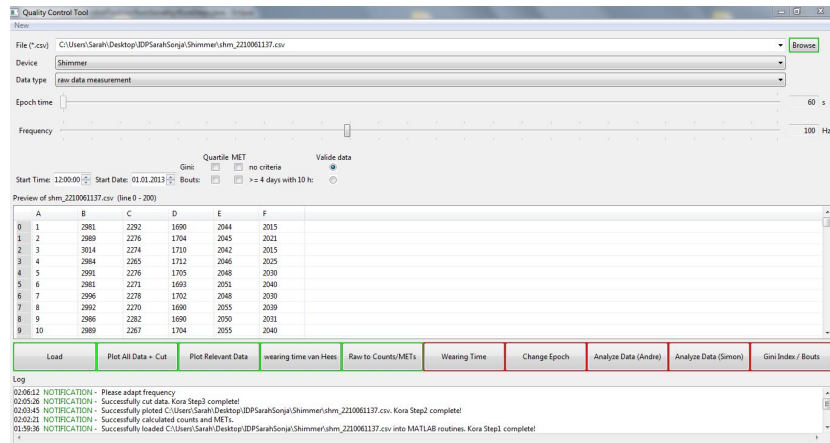 Quality Control Tool
New
File (*.csv) C:\Users\Sarah\Desktop\IDPSarahSonja\Shimmer\shm_2210061137.csv Browse
Device Shimmer
Data type raw data measurement
Epoch time 60 s
Frequency 100 Hz
Quartile MET Valide data
Gini: no criteria
Start Time: 12:00:00 Start Date: 01.01.2013 Bouts: >= 4 days with 10 h:
Preview of shm_2210061137.csv (line 0 - 200)
A B C D E F
0 1 2981 2292 1690 2044 2015
1 2 2989 2276 1704 2045 2021
2 3 3014 2274 1710 2042 2015
3 4 2984 2265 1712 2046 2025
4 5 2991 2276 1705 2048 2030
5 6 2981 2271 1693 2051 2040
6 7 2996 2278 1702 2048 2030
7 8 2992 2270 1690 2055 2039
8 9 2986 2282 1690 2050 2031
9 10 2989 2267 1704 2055 2040
Load Plot All Data + Cut Plot Relevant Data wearing time van Hees Raw to Counts/METs Wearing Time Change Epoch Analyze Data (Andre) Analyze Data (Simon) Gini Index / Bouts
Log
02:06:12 NOTIFICATION - Please adapt frequency
02:05:26 NOTIFICATION - Successfully cut data. Kora Step3 complete!
02:03:45 NOTIFICATION - Successfully ploted C:\Users\Sarah\Desktop\IDPSarahSonja\Shimmer\shm_2210061137.csv. Kora Step2 complete!
02:02:21 NOTIFICATION - Successfully calculated counts and METs.
01:59:36 NOTIFICATION - Successfully loaded C:\Users\Sarah\Desktop\IDPSarahSonja\Shimmer\shm_2210061137.csv into MATLAB routines. Kora Step1 complete!